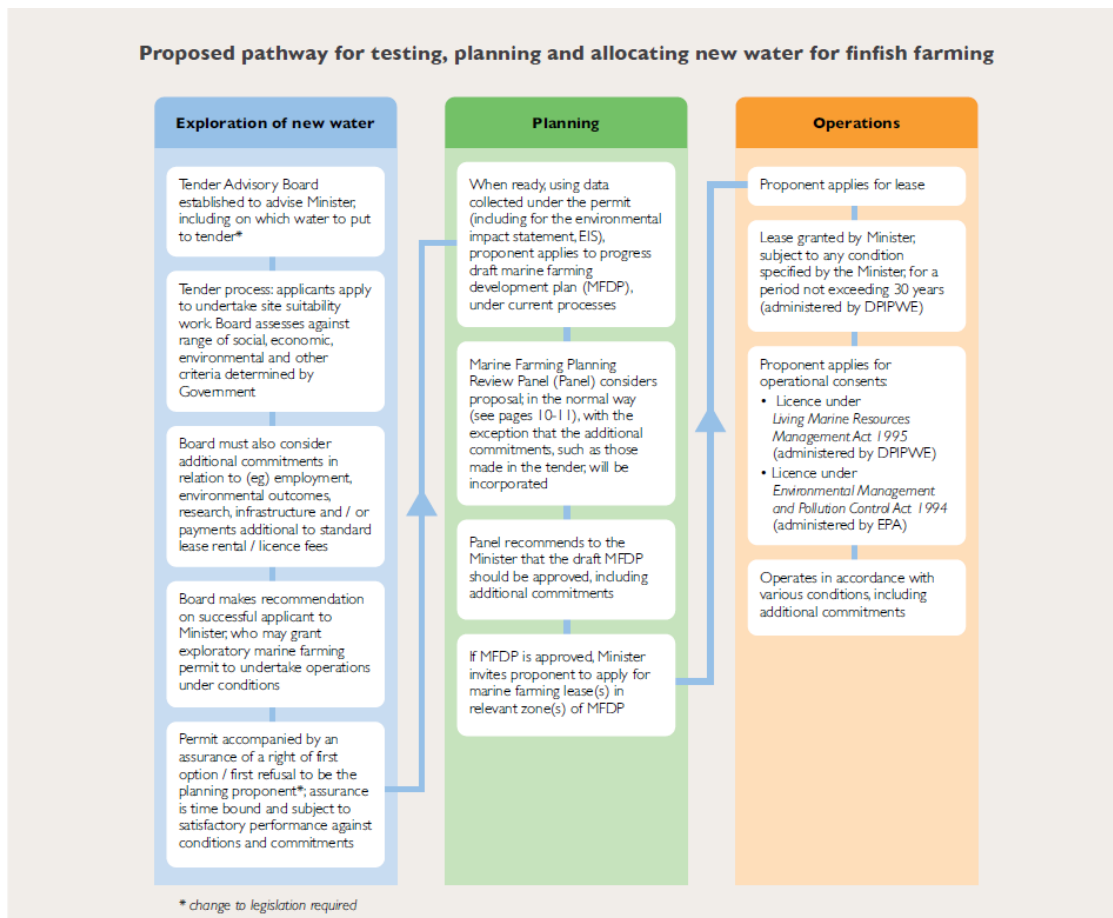 Proposed pathway for testing, planning and allocating new water for finfish farming
Exploration of new water
Tender Advisory Board
established to advise Minister,
including on which water to put
to tender*
Tender process: applicants apply
to undertake site suitability
work. Board assesses against
range of social, economic,
environmental and other
criteria determined by
Government
Board must also consider
additional commitments in
relation to (eg) employment,
environmental outcomes,
research, infrastructure and / or
payments additional to standard
lease rental / licence fees
Board makes recommendation
on successful applicant to
Minister, who may grant
exploratory marine farming
permit to undertake operations
under conditions
Permit accompanied by an
assurance of a right of first
option / first refusal to be the
planning proponent*; assurance
is time bound and subject to
satisfactory performance against
conditions and commitments
* change to legislation required
Planning
When ready, using data
collected under the permit
(including for the environmental
impact statement, EIS),
proponent applies to progress
draft marine farming
development plan (MFDP),
under current processes
Marine Farming Planning
Review Panel (Panel) considers
proposal; in the normal way
(see pages 10-11), with the
exception that the additional
commitments, such as those
made in the tender, will be
incorporated
Panel recommends to the
Minister that the draft MFDP
should be approved, including
additional commitments
If MFDP is approved, Minister
invites proponent to apply for
marine farming lease(s) in
relevant zone(s) of MFDP
Operations
Proponent applies for lease
Lease granted by Minister,
subject to any condition
specified by the Minister, for a
period not exceeding 30 years
(administered by DPIPWE)
Proponent applies for
operational consents:
• Licence under
Living Marine Resources
Management Act 1995
(administered by DPIPWE)
• Licence under
Environmental Management
and Pollution Control Act 1994
(administered by EPA)
Operates in accordance with
various conditions, including
additional commitments